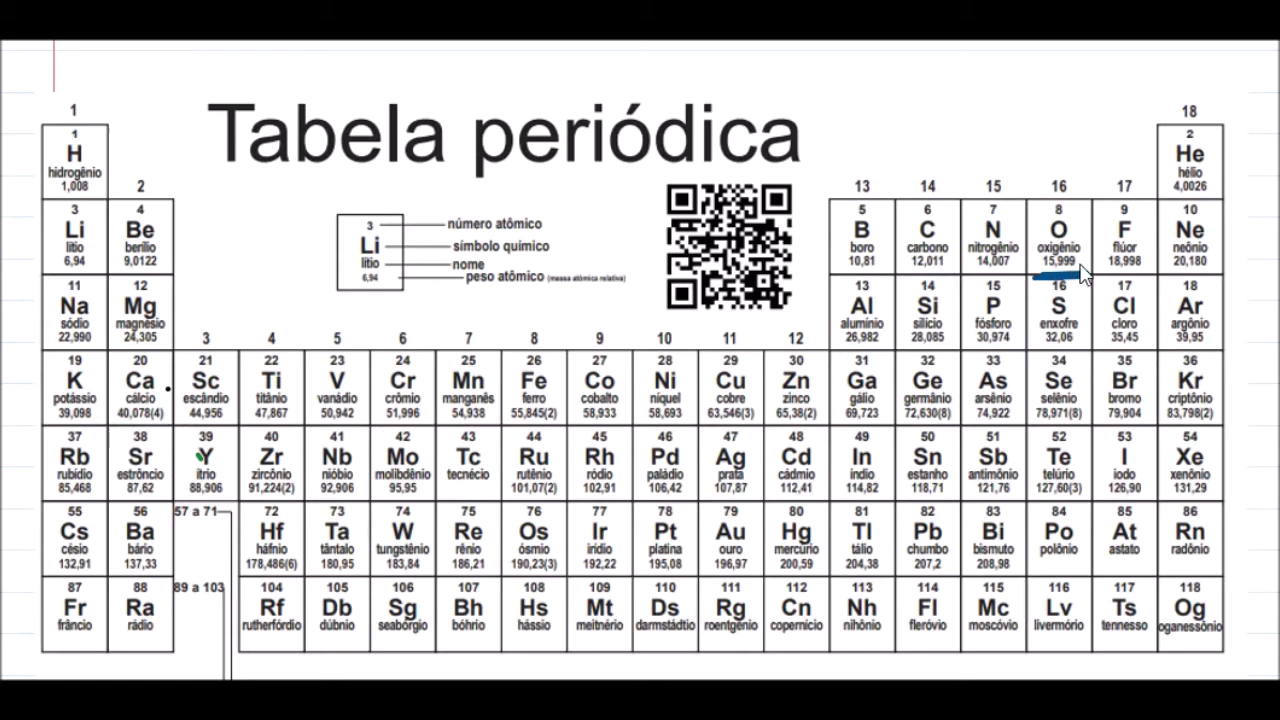 Tabela periódica
1 18
1 2
H He
hidrogênio hélio
1,008 4,0026
2 13 14 15 16 17
3 4 5 6 7 8 9 10
Li Be B C N O F Ne
lítio berílio boro carbono nitrogênio oxigênio flúor neônio
6,94 9,0122 10,81 12,011 14,007 15,999 18,998 20,180
3 número atômico
Li símbolo químico
lítio nome
6,94 peso atômico (massa atômica relativa)
11 12 13 14 15 16 17 18
Na Mg Al Si P S Cl Ar
sódio magnésio alumínio silício fósforo enxofre cloro argônio
22,990 24,305 26,982 28,085 30,974 32,06 35,45 39,95
3 4 5 6 7 8 9 10 11 12
19 20 21 22 23 24 25 26 27 28 29 30 31 32 33 34 35 36
K Ca Sc Ti V Cr Mn Fe Co Ni Cu Zn Ga Ge As Se Br Kr
potássio cálcio escândio titânio vanádio crômio manganês ferro cobalto níquel cobre zinco gálio germânio arsênio selênio bromo criptônio
39,098 40,078(4) 44,956 47,867 50,942 51,996 54,938 55,845(2) 58,933 58,693 63,546(3) 65,38(2) 69,723 72,630(8) 74,922 78,971(8) 79,904 83,798(2)
37 38 39 40 41 42 43 44 45 46 47 48 49 50 51 52 53 54
Rb Sr Y Zr Nb Mo Tc Ru Rh Pd Ag Cd In Sn Sb Te I Xe
rubídio estrôncio ítrio zircônio nióbio molibdênio tecnécio rutênio ródio paládio prata cádmio índio estanho antimônio telúrio iodo xenônio
85,468 87,62 88,906 91,224(2) 92,906 95,95 101,07(2) 102,91 106,42 107,87 112,41 114,82 118,71 121,76 127,60(3) 126,90 131,29
55 56 57 a 71 72 73 74 75 76 77 78 79 80 81 82 83 84 85 86
Cs Ba Hf Ta W Re Os Ir Pt Au Hg Tl Pb Bi Po At Rn
césio bário háfnio tântalo tungstênio rênio ósmio irídio platina ouro mercúrio tálio chumbo bismuto polônio astato radônio
132,91 137,33 178,486(6) 180,95 183,84 186,21 190,23(3) 192,22 195,08 196,97 200,59 204,38 207,2 208,98
87 88 89 a 103 104 105 106 107 108 109 110 111 112 113 114 115 116 117 118
Fr Ra Rf Db Sg Bh Hs Mt Ds Rg Cn Nh Fl Mc Lv Ts Og
frâncio rádio rutherfórdio dúbnio seabórgio bóhrio hássio meitnério darmstádtio roentgênio copernício nihônio fleróvio moscóvio livermório tennesso oganessônio